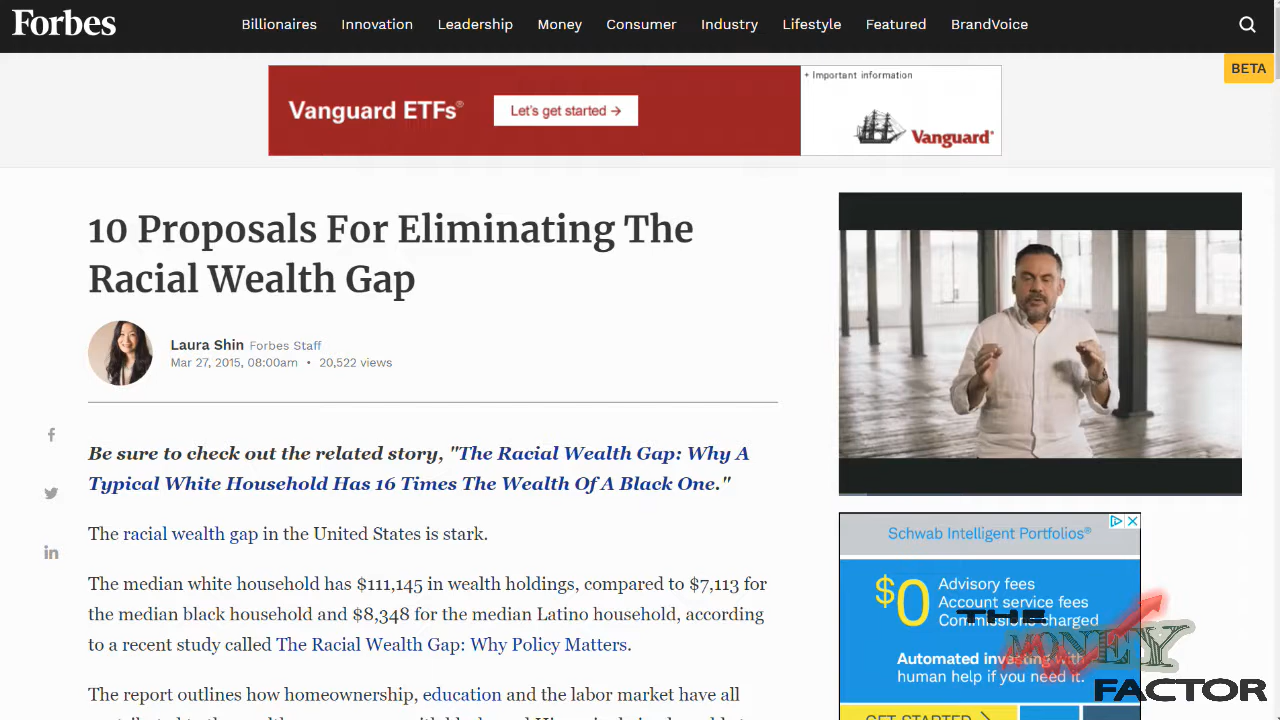 Forbes
Billionaires Innovation Leadership Money Consumer Industry Lifestyle Featured BrandVoice
BETA
Vanguard ETFs®
Let's get started →
+ Important information
Vanguard®
10 Proposals For Eliminating The
Racial Wealth Gap
Laura Shin Forbes Staff
Mar 27, 2015, 08:00am • 20,522 views
Be sure to check out the related story, "The Racial Wealth Gap: Why A
Typical White Household Has 16 Times The Wealth Of A Black One."
The racial wealth gap in the United States is stark.
The median white household has $111,145 in wealth holdings, compared to $7,113 for
the median black household and $8,348 for the median Latino household, according
to a recent study called The Racial Wealth Gap: Why Policy Matters.
The report outlines how homeownership, education and the labor market have all
Schwab Intelligent Portfolios®
$0
Advisory fees
Account service fees
Commissions charged
Automated investing with
human help if you need it.
GET STARTED
THE
MONEY
FACTOR